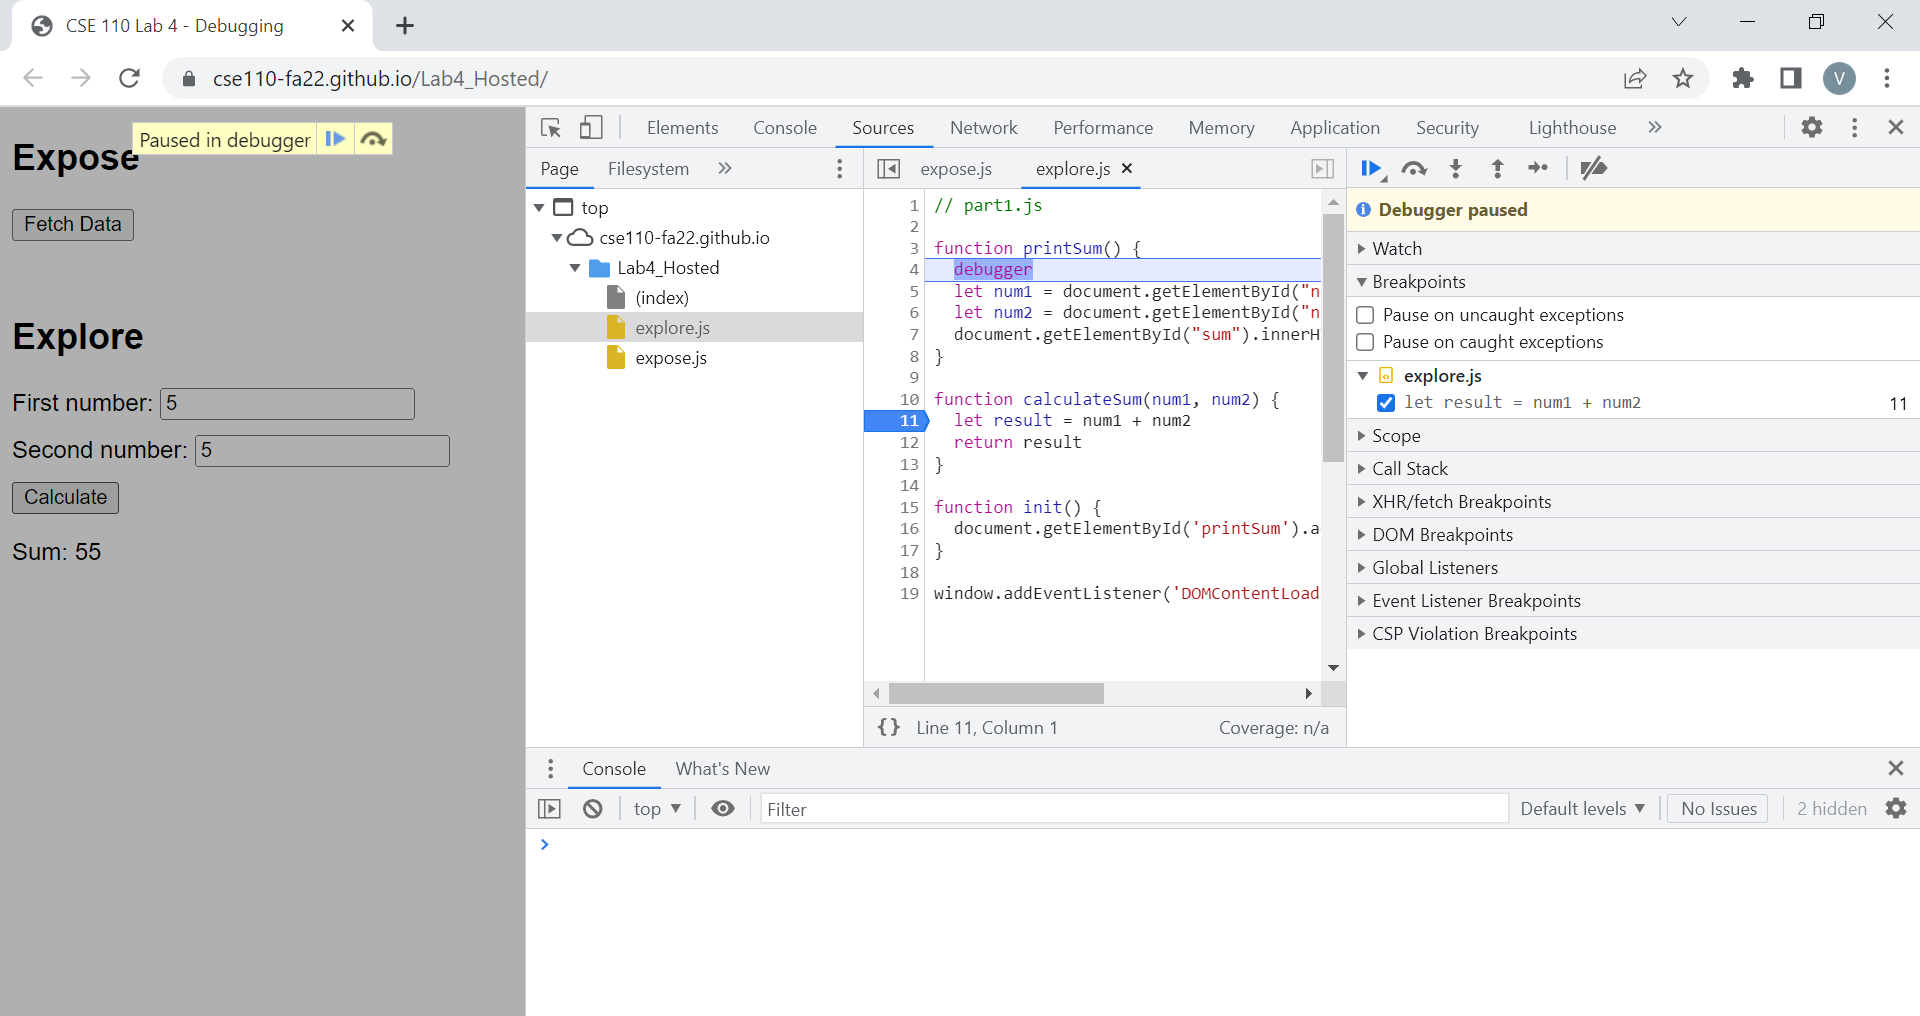 CSE 110 Lab 4 - Debugging
cse110-fa22.github.io/Lab4_Hosted/
V
Paused in debugger
Expose
Fetch Data
Explore
First number: 5
Second number: 5
Calculate
Sum: 55
Elements Console Sources Network Performance Memory Application Security Lighthouse
Page Filesystem
top
cse110-fa22.github.io
Lab4_Hosted
(index)
explore.js
expose.js
expose.js explore.js
1 // part1.js
2
3 function printSum() {
4 debugger
5 let num1 = document.getElementById("n
6 let num2 = document.getElementById("n
7 document.getElementById("sum").innerH
8 }
9
10 function calculateSum(num1, num2) {
11 let result = num1 + num2
12 return result
13 }
14
15 function init() {
16 document.getElementById('printSum').a
17 }
18
19 window.addEventListener('DOMContentLoad
{} Line 11, Column 1 Coverage: n/a
Debugger paused
Watch
Breakpoints
Pause on uncaught exceptions
Pause on caught exceptions
explore.js
let result = num1 + num2 11
Scope
Call Stack
XHR/fetch Breakpoints
DOM Breakpoints
Global Listeners
Event Listener Breakpoints
CSP Violation Breakpoints
Console What's New
top Filter Default levels No Issues 2 hidden